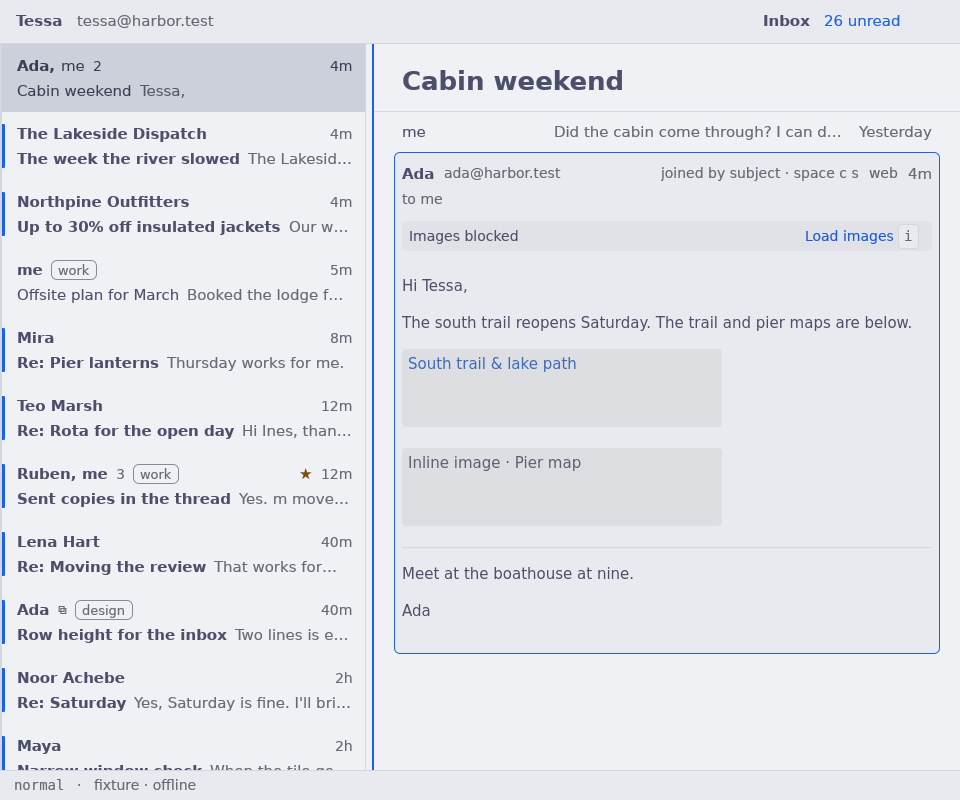 Tessa tessa@harbor.test
Inbox 26 unread
Ada, me 2 4m
Cabin weekend Tessa,
The Lakeside Dispatch 4m
The week the river slowed The Lakesid…
Northpine Outfitters 4m
Up to 30% off insulated jackets Our w…
me work 5m
Offsite plan for March Booked the lodge f…
Mira 8m
Re: Pier lanterns Thursday works for me.
Teo Marsh 12m
Re: Rota for the open day Hi Ines, than…
Ruben, me 3 work ★ 12m
Sent copies in the thread Yes. m move…
Lena Hart 40m
Re: Moving the review That works for…
Ada design 40m
Row height for the inbox Two lines is e…
Noor Achebe 2h
Re: Saturday Yes, Saturday is fine. I'll bri…
Maya 2h
Narrow window check When the tile go…
Cabin weekend
me Did the cabin come through? I can d… Yesterday
Ada ada@harbor.test joined by subject · space c s web 4m
to me
Images blocked Load images i
Hi Tessa,
The south trail reopens Saturday. The trail and pier maps are below.
South trail & lake path
Inline image · Pier map
Meet at the boathouse at nine.
Ada
normal · fixture · offline